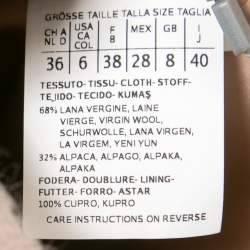 GRÖSSE TAILLE TALLA SIZE TAGLIA
CH A USA F MEX GB I
NL D CA CO B J
36 6 38 28 8 40
TESSUTO- TISSU- CLOTH- STOFF-
TEJIDO- TECIDO- KUMAŞ
68% LANA VERGINE, LAINE
VIERGE, VIRGIN WOOL,
SCHURWOLLE, LANA VIRGEN,
LA VIRGEM, YENI YUN
32% ALPACA, ALPAGO, ALPAKA,
ALPAKA
FODERA- DOUBLURE- LINING-
FUTTER- FORRO- ASTAR
100% CUPRO, KUPRO
CARE INSTRUCTIONS ON REVERSE